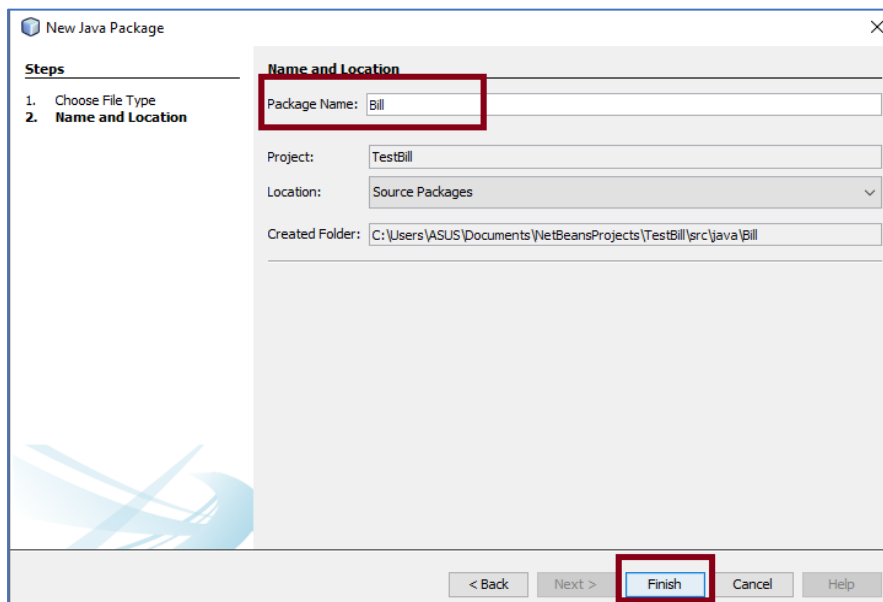 New Java Package
Steps
1. Choose File Type
2. Name and Location
Name and Location
Package Name: Bill
Project: TestBill
Location: Source Packages
Created Folder: C:\Users\ASUS\Documents\NetBeansProjects\TestBill\src\java\Bill
< Back Next > Finish Cancel Help